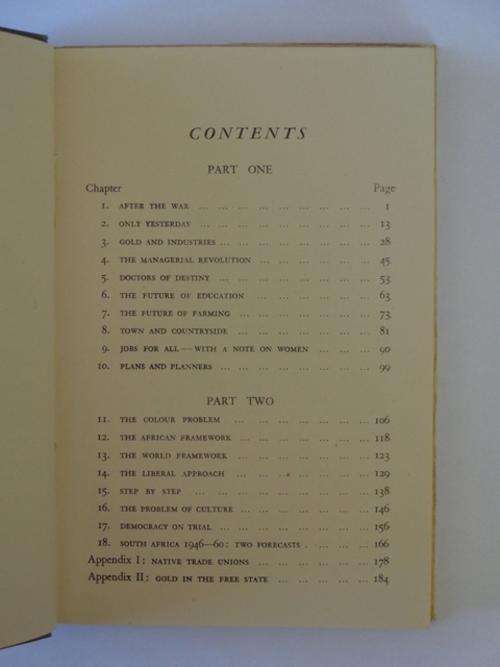 CONTENTS
PART ONE
Chapter Page
1. AFTER THE WAR ... ... ... ... ... ... ... ... ... 1
2. ONLY YESTERDAY ... ... ... ... ... ... ... ... ... 13
3. GOLD AND INDUSTRIES ... ... ... ... ... ... ... ... 28
4. THE MANAGERIAL REVOLUTION ... ... ... ... ... ... 45
5. DOCTORS OF DESTINY ... ... ... ... ... ... ... ... 53
6. THE FUTURE OF EDUCATION ... ... ... ... ... ... 63
7. THE FUTURE OF FARMING ... ... ... ... ... ... ... 73
8. TOWN AND COUNTRYSIDE ... ... ... ... ... ... ... 81
9. JOBS FOR ALL—WITH A NOTE ON WOMEN ... ... ... 90
10. PLANS AND PLANNERS ... ... ... ... ... ... ... ... 99
PART TWO
11. THE COLOUR PROBLEM ... ... ... ... ... ... ... 106
12. THE AFRICAN FRAMEWORK ... ... ... ... ... ... ... 118
13. THE WORLD FRAMEWORK ... ... ... ... ... ... ... 123
14. THE LIBERAL APPROACH ... ... ... ... ... ... ... 129
15. STEP BY STEP ... ... ... ... ... ... ... ... ... 138
16. THE PROBLEM OF CULTURE ... ... ... ... ... ... ... 146
17. DEMOCRACY ON TRIAL ... ... ... ... ... ... ... ... 156
18. SOUTH AFRICA 1946—60: TWO FORECASTS . ... ... ... 166
Appendix I: NATIVE TRADE UNIONS ... ... ... ... ... ... 178
Appendix II: GOLD IN THE FREE STATE ... ... ... ... ... 184